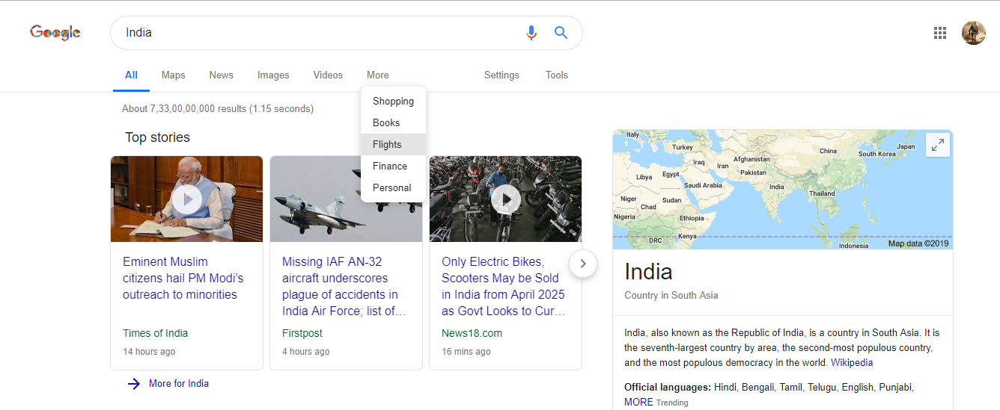 Google
India
All Maps News Images Videos More Settings Tools
Shopping
Books
Flights
Finance
Personal
About 7,33,00,00,000 results (1.15 seconds)
Top stories
Eminent Muslim
citizens hail PM Modi's
outreach to minorities
Times of India
14 hours ago
Missing IAF AN-32
aircraft underscores
plague of accidents in
India Air Force; list of...
Firstpost
4 hours ago
Only Electric Bikes,
Scooters May be Sold
in India from April 2025
as Govt Looks to Cur...
News18.com
16 mins ago
More for India
Italy
Turkey
China
Japan
South Korea
Iraq
Iran
Afghanistan
Pakistan
Libya
Egypt
Saudi Arabia
India
Thailand
Niger
Chad
Sudan
Nigeria
Ethiopia
Kenya
DRC
Indonesia
Map data ©2019
India
Country in South Asia
India, also known as the Republic of India, is a country in South Asia. It is
the seventh-largest country by area, the second-most populous country,
and the most populous democracy in the world. Wikipedia
Official languages: Hindi, Bengali, Tamil, Telugu, English, Punjabi,
MORE Trending